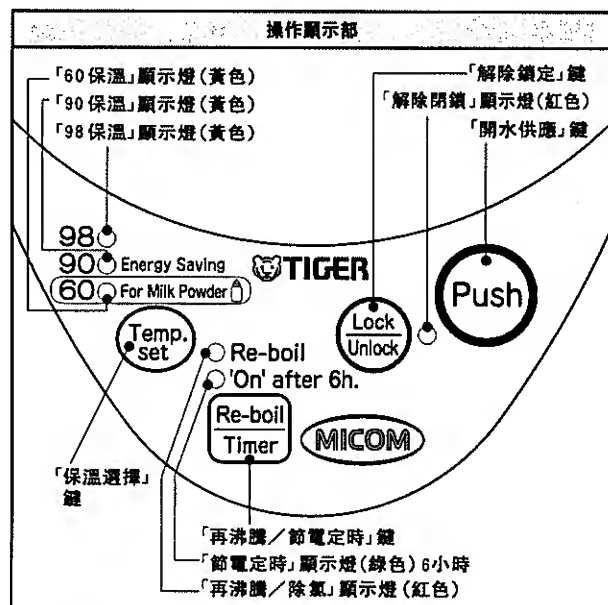 操作顯示部
「60保溫」顯示燈(黃色)
「90保溫」顯示燈(黃色)
「98保溫」顯示燈(黃色)
「解除鎖定」鍵
「解除閉鎖」顯示燈(紅色)
「開水供應」鍵
98
90 Energy Saving
60 For Milk Powder
TIGER
Push
Lock
Unlock
Temp.
set
Re-boil
'On' after 6h.
Re-boil
Timer
MICOM
「保溫選擇」
鍵
「再沸騰／節電定時」鍵
「節電定時」顯示燈(綠色) 6小時
「再沸騰／除氯」顯示燈(紅色)